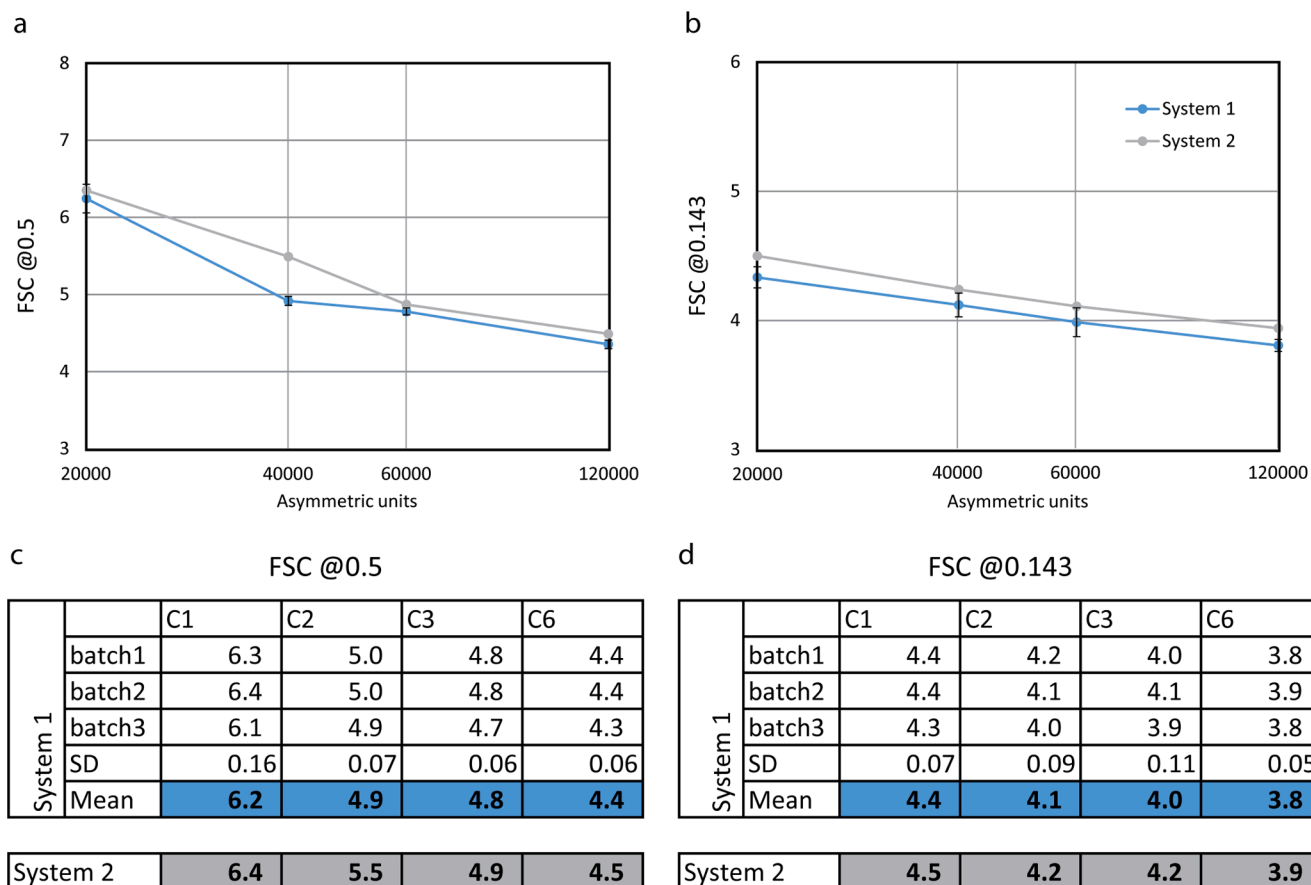 a
8
7
6
5
4
3
FSC @0.5
20000 40000 60000 120000
Asymmetric units
b
6
5
4
3
FSC @0.143
System 1
System 2
20000 40000 60000 120000
Asymmetric units
c
FSC @0.5
System 1
C1 C2 C3 C6
batch1 6.3 5.0 4.8 4.4
batch2 6.4 5.0 4.8 4.4
batch3 6.1 4.9 4.7 4.3
SD 0.16 0.07 0.06 0.06
Mean 6.2 4.9 4.8 4.4
System 2 6.4 5.5 4.9 4.5
d
FSC @0.143
System 1
C1 C2 C3 C6
batch1 4.4 4.2 4.0 3.8
batch2 4.4 4.1 4.1 3.9
batch3 4.3 4.0 3.9 3.8
SD 0.07 0.09 0.11 0.05
Mean 4.4 4.1 4.0 3.8
System 2 4.5 4.2 4.2 3.9